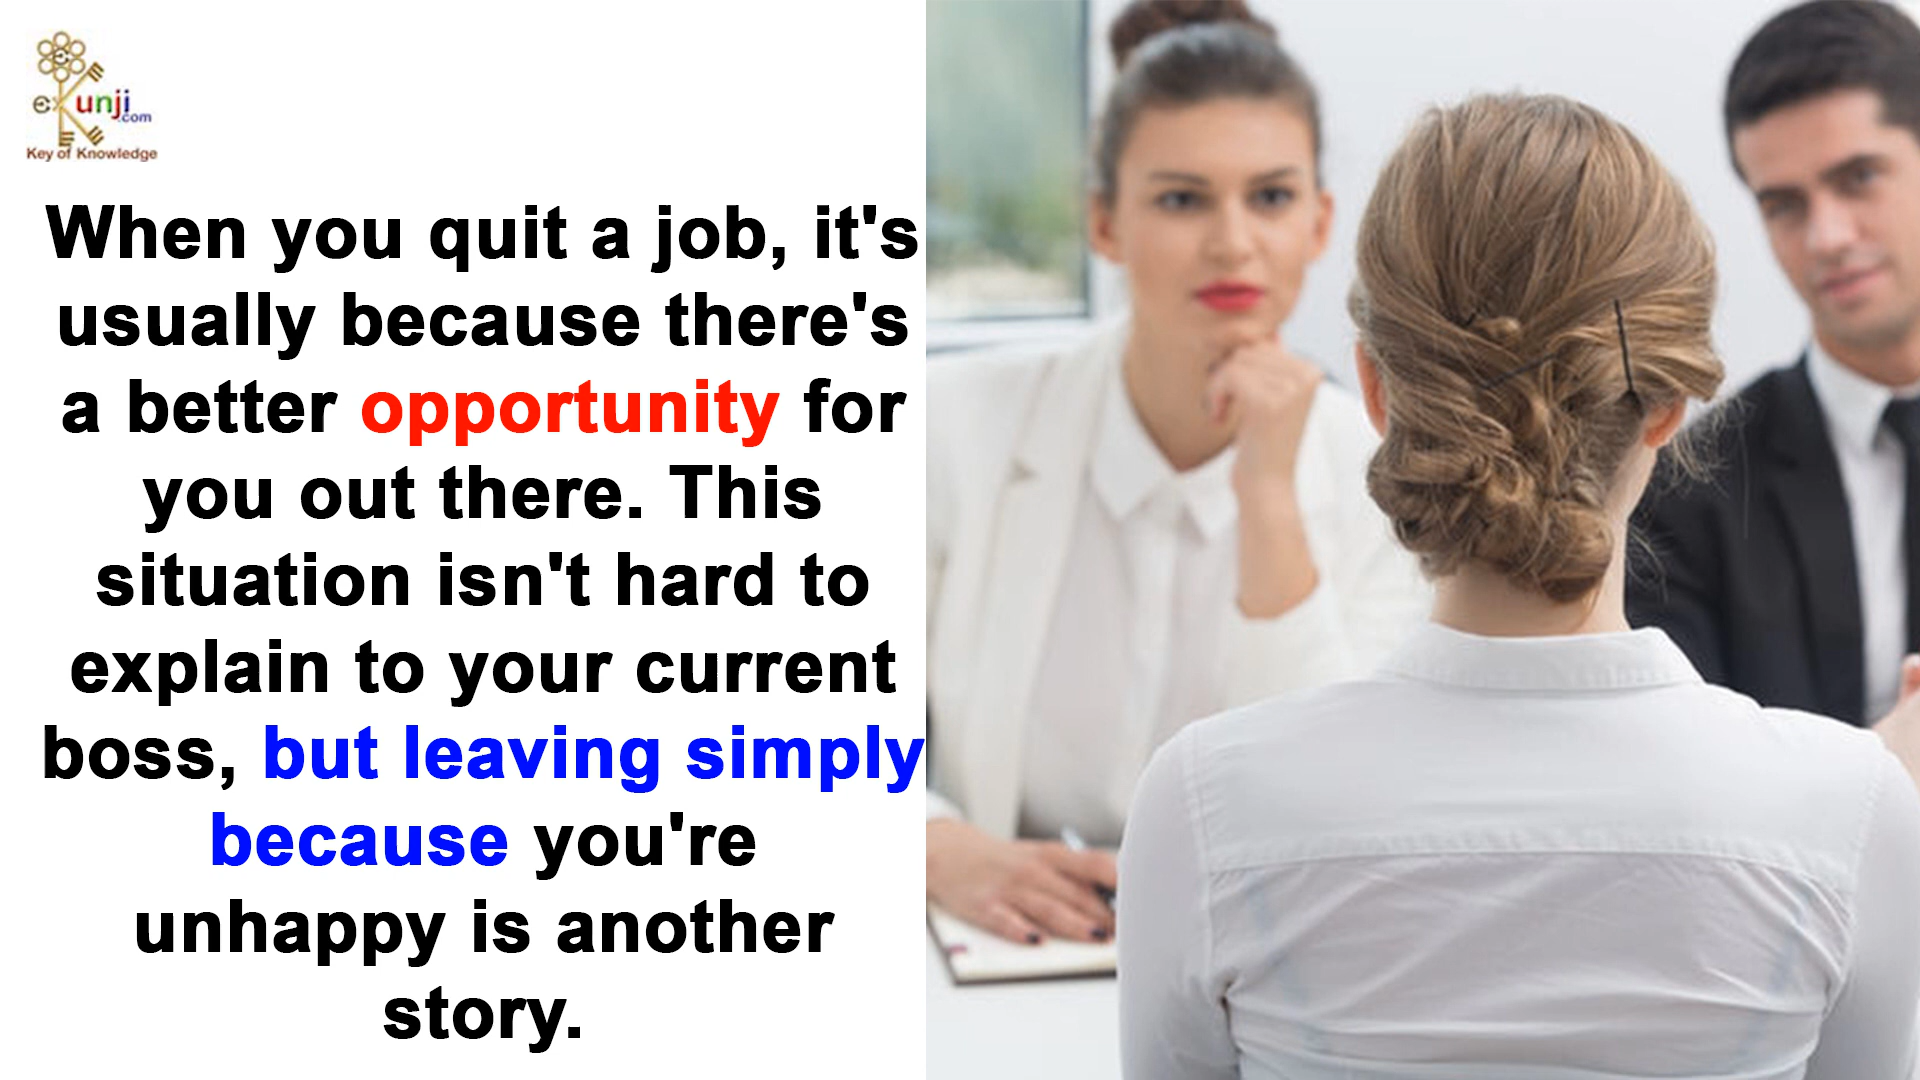 ekunji
.com
Key of Knowledge
When you quit a job, it's
usually because there's
a better opportunity for
you out there. This
situation isn't hard to
explain to your current
boss, but leaving simply
because you're
unhappy is another
story.